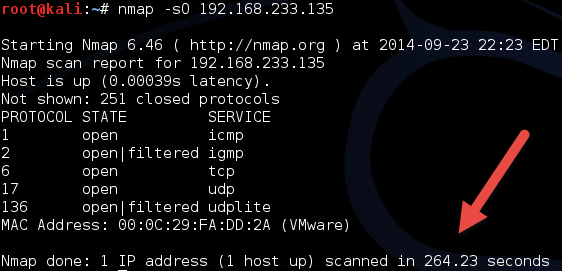 root@kali:~# nmap -sO 192.168.233.135
Starting Nmap 6.46 ( http://nmap.org ) at 2014-09-23 22:23 EDT
Nmap scan report for 192.168.233.135
Host is up (0.00039s latency).
Not shown: 251 closed protocols
PROTOCOL STATE SERVICE
1 open icmp
2 open|filtered igmp
6 open tcp
17 open udp
136 open|filtered udplite
MAC Address: 00:0C:29:FA:DD:2A (VMware)
Nmap done: 1 IP address (1 host up) scanned in 264.23 seconds